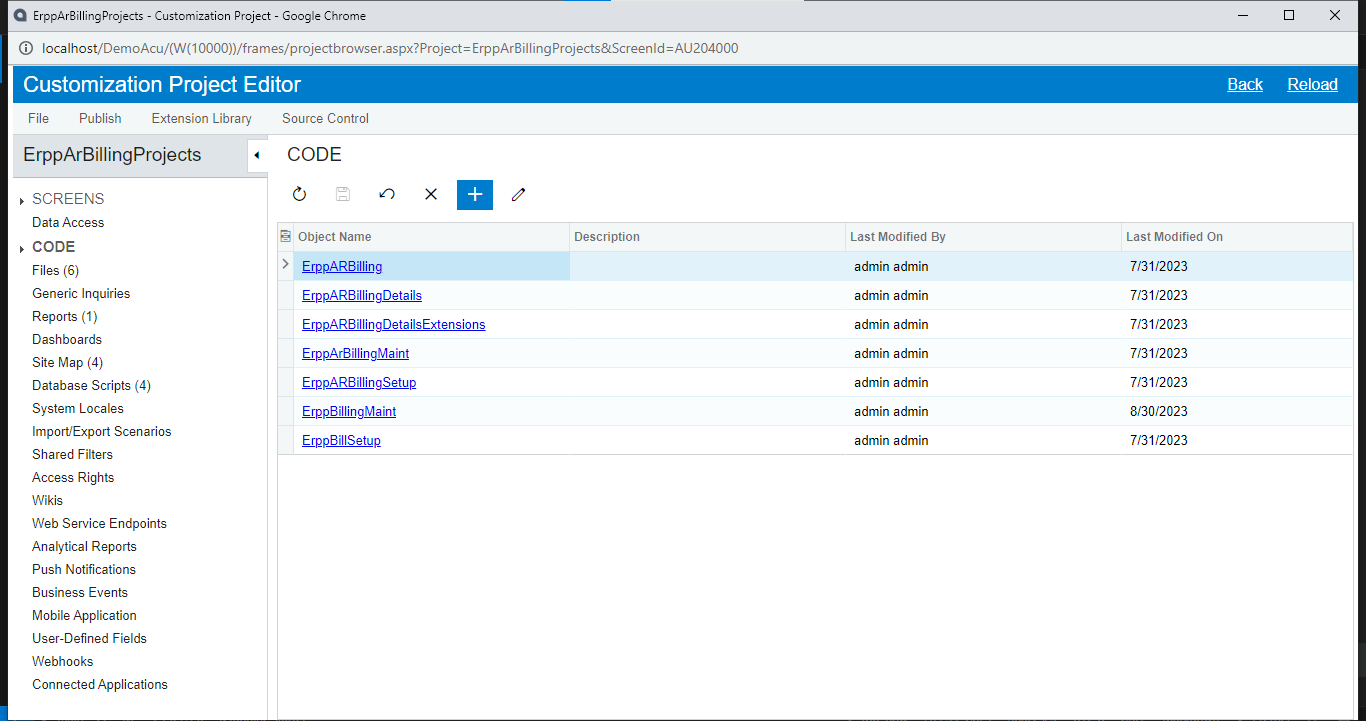 ErppArBillingProjects - Customization Project - Google Chrome
localhost/DemoAcu/(W(10000))/frames/projectbrowser.aspx?Project=ErppArBillingProjects&ScreenId=AU204000
Customization Project Editor Back Reload
File Publish Extension Library Source Control
ErppArBillingProjects
SCREENS
Data Access
CODE
Files (6)
Generic Inquiries
Reports (1)
Dashboards
Site Map (4)
Database Scripts (4)
System Locales
Import/Export Scenarios
Shared Filters
Access Rights
Wikis
Web Service Endpoints
Analytical Reports
Push Notifications
Business Events
Mobile Application
User-Defined Fields
Webhooks
Connected Applications
CODE
Object Name Description Last Modified By Last Modified On
ErppARBilling admin admin 7/31/2023
ErppARBillingDetails admin admin 7/31/2023
ErppARBillingDetailsExtensions admin admin 7/31/2023
ErppArBillingMaint admin admin 7/31/2023
ErppARBillingSetup admin admin 7/31/2023
ErppBillingMaint admin admin 8/30/2023
ErppBillSetup admin admin 7/31/2023